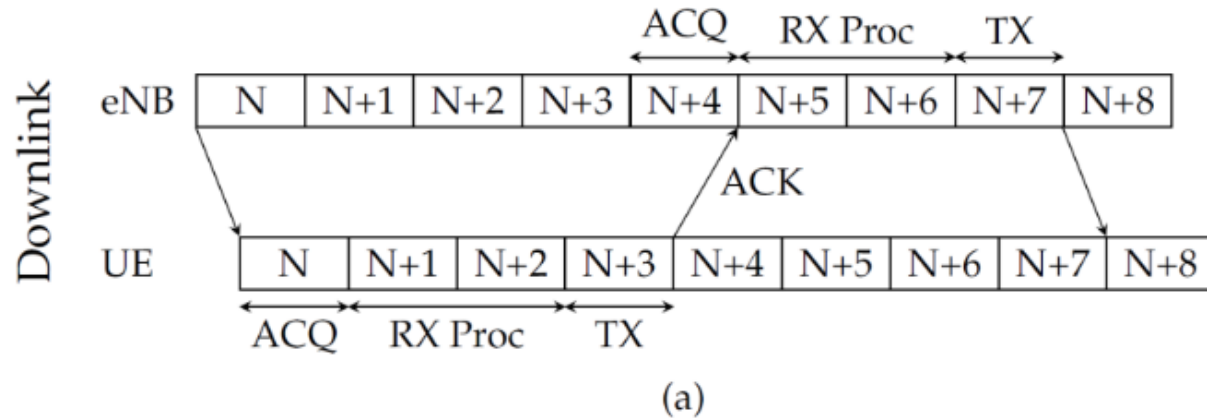 ACQ RX Proc TX
Downlink
eNB N N+1 N+2 N+3 N+4 N+5 N+6 N+7 N+8
ACK
UE N N+1 N+2 N+3 N+4 N+5 N+6 N+7 N+8
ACQ RX Proc TX
(a)